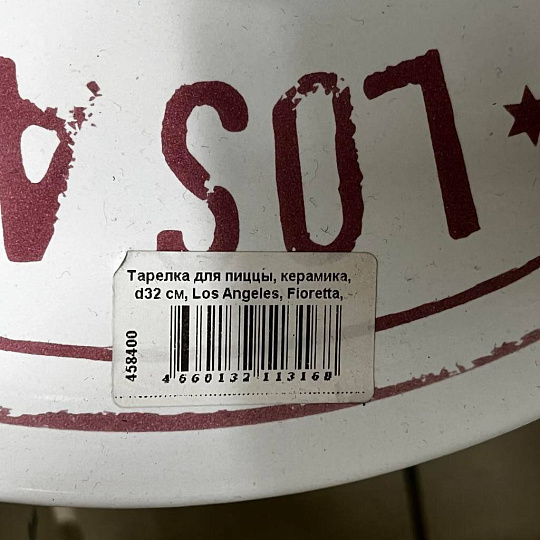 LOS A
Тарелка для пиццы, керамика,
d32 см, Los Angeles, Fioretta,
458400
4 660132 113168